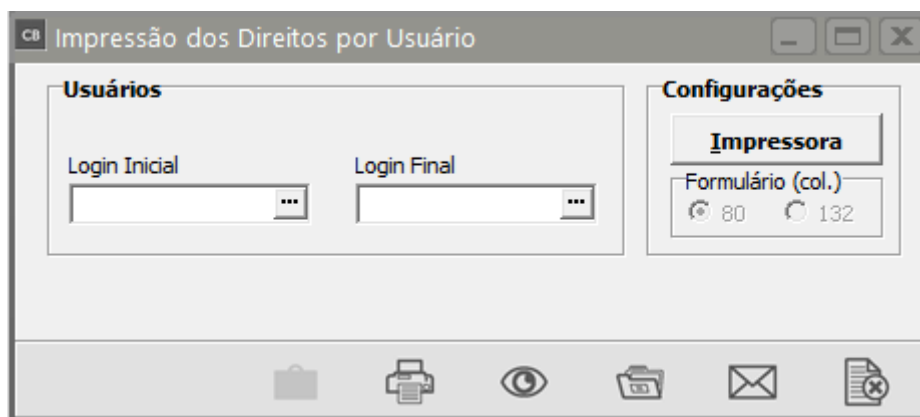 CB Impressão dos Direitos por Usuário
Usuários
Configurações
Impressora
Login Inicial
Login Final
Formulário (col.)
80
132